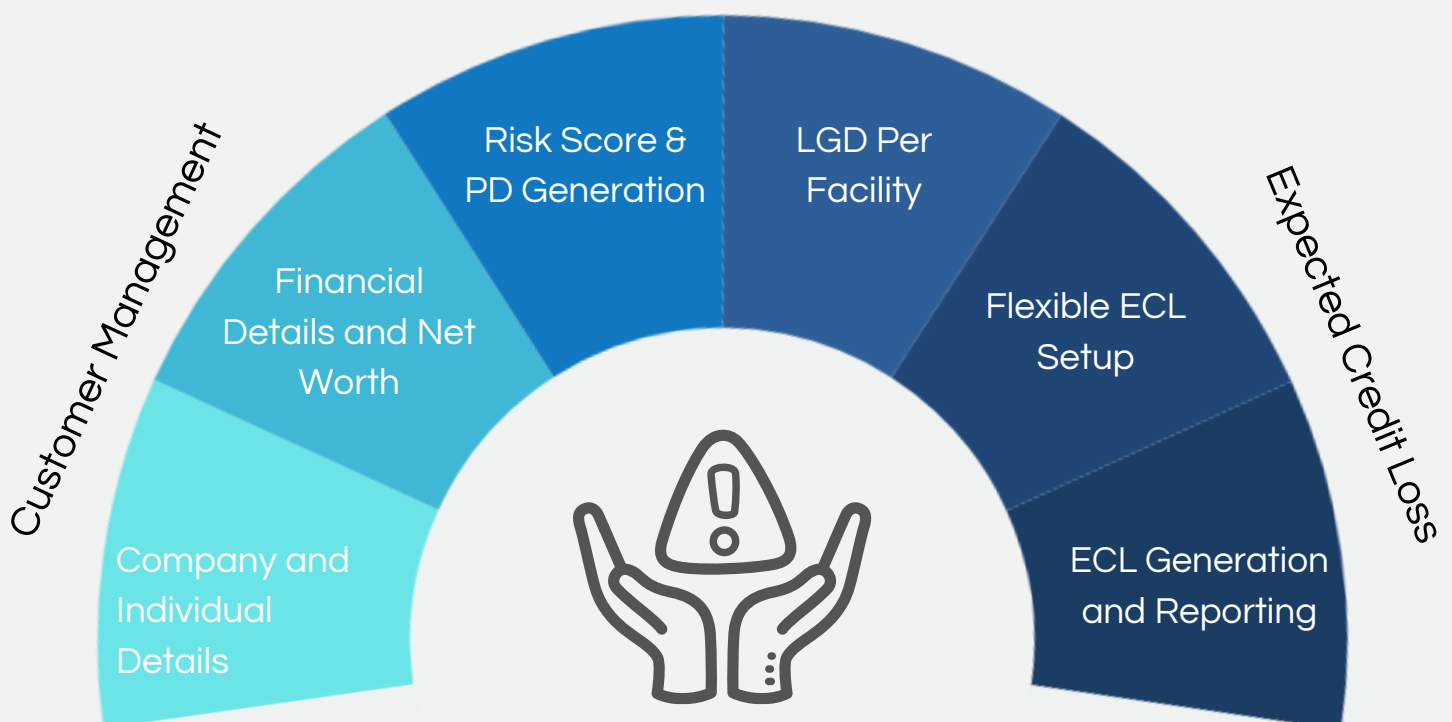 Customer Management
Company and
Individual
Details
Financial
Details and Net
Worth
Risk Score &
PD Generation
LGD Per
Facility
Flexible ECL
Setup
ECL Generation
and Reporting
Expected Credit Loss